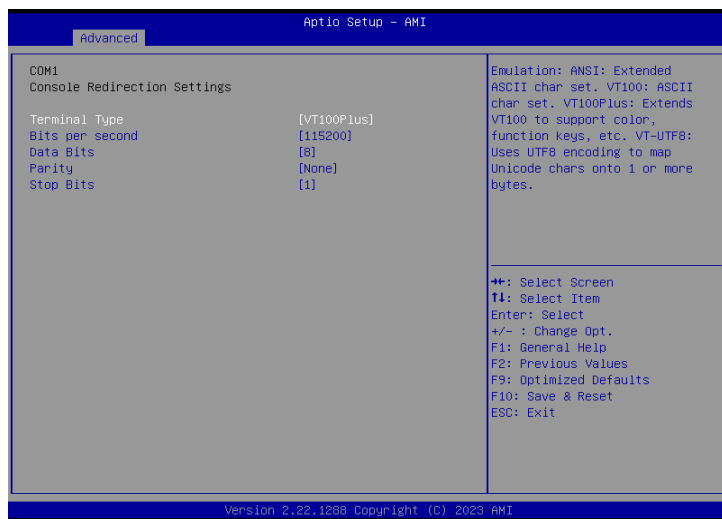 Aptio Setup – AMI
Advanced
COM1
Console Redirection Settings
Terminal Type [VT100Plus]
Bits per second [115200]
Data Bits [8]
Parity [None]
Stop Bits [1]
Emulation: ANSI: Extended
ASCII char set. VT100: ASCII
char set. VT100Plus: Extends
VT100 to support color,
function keys, etc. VT-UTF8:
Uses UTF8 encoding to map
Unicode chars onto 1 or more
bytes.
→←: Select Screen
↑↓: Select Item
Enter: Select
+/- : Change Opt.
F1: General Help
F2: Previous Values
F9: Optimized Defaults
F10: Save & Reset
ESC: Exit
Version 2.22.1288 Copyright (C) 2023 AMI